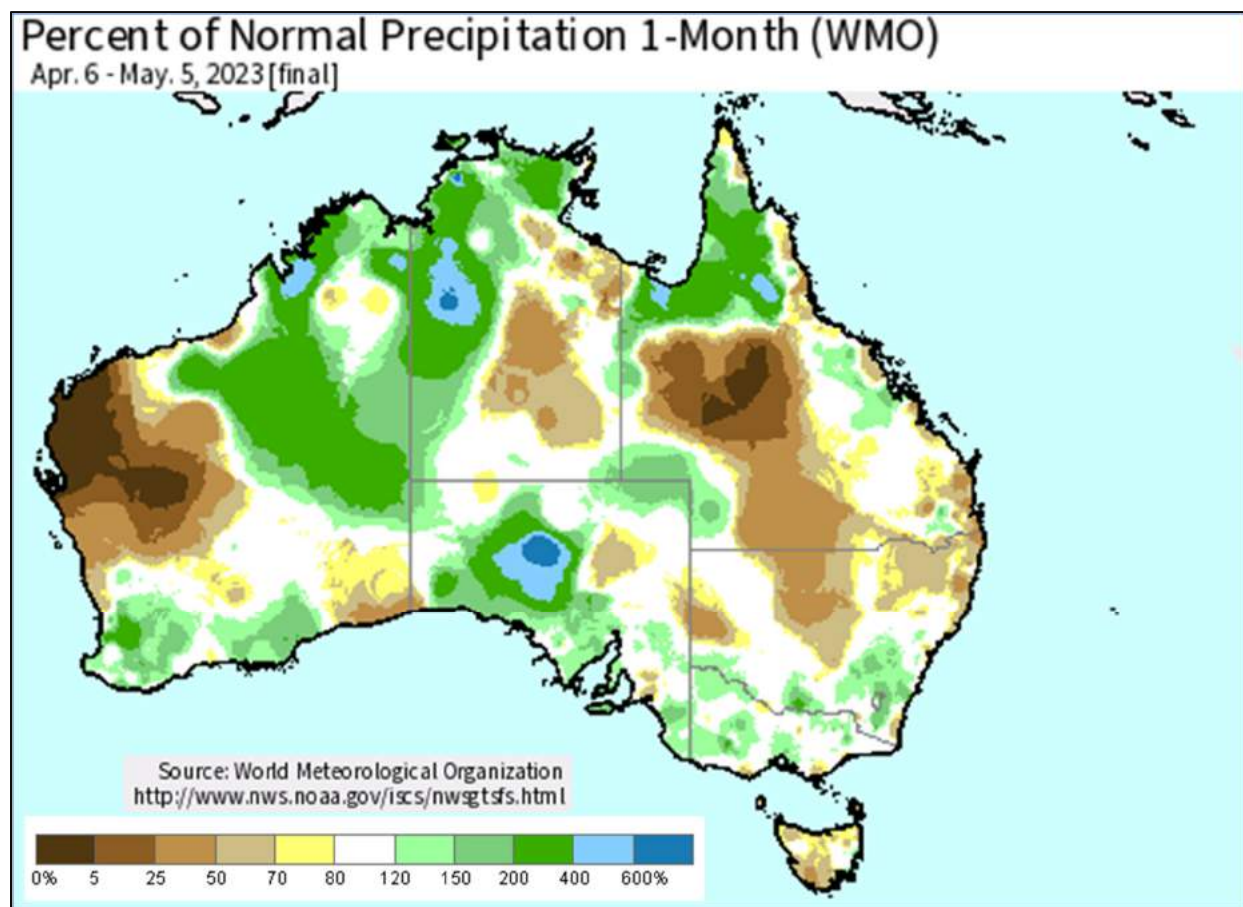 Percent of Normal Precipitation 1-Month (WMO)
Apr. 6 - May. 5, 2023 [final]
Source: World Meteorological Organization
http://www.nws.noaa.gov/iscs/nwsgtsfs.html
0% 5 25 50 70 80 120 150 200 400 600%